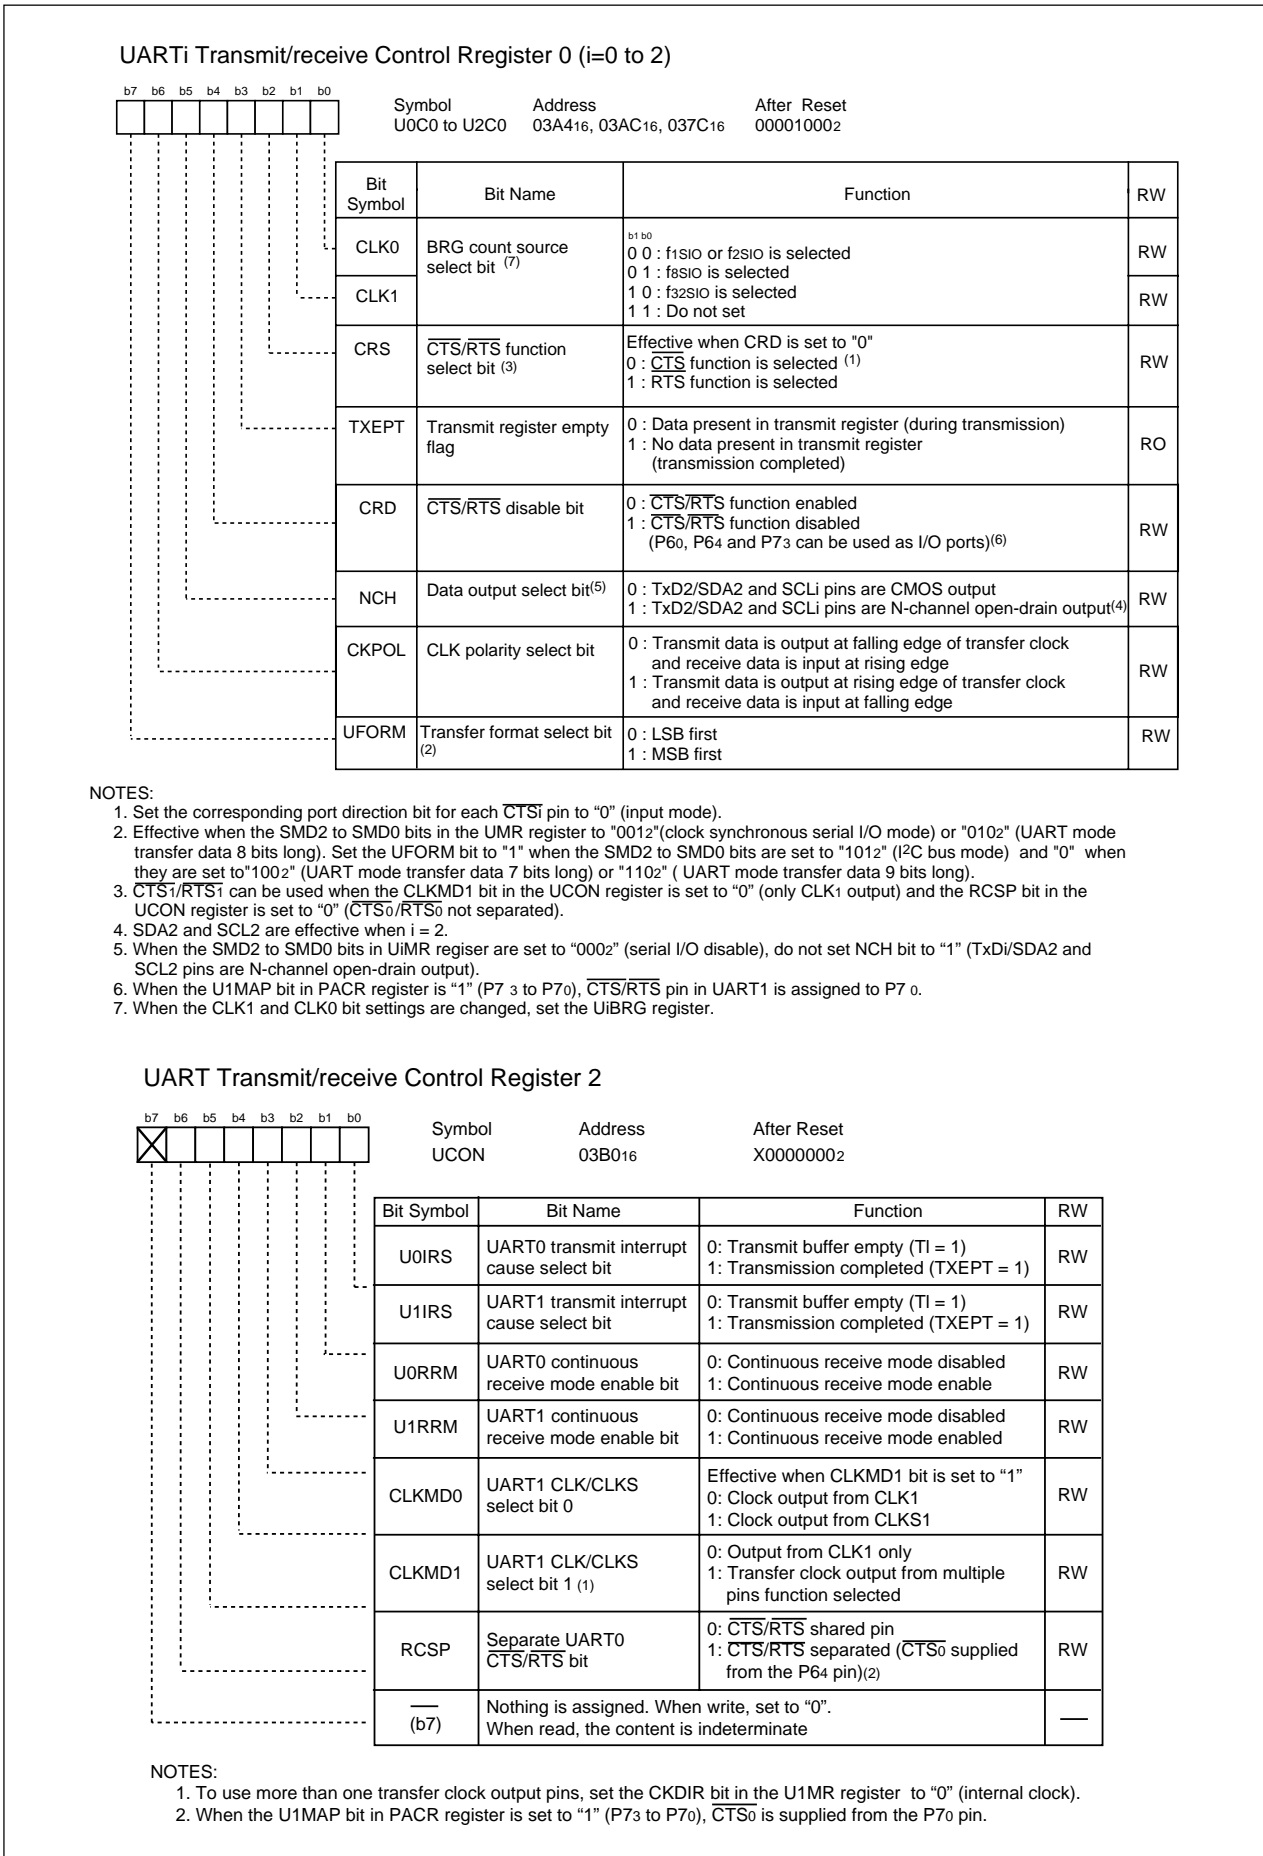 UARTi Transmit/receive Control Rregister 0 (i=0 to 2)
b7 b6 b5 b4 b3 b2 b1 b0
Symbol Address After Reset
U0C0 to U2C0 03A416, 03AC16, 037C16 000010002
Bit Symbol Bit Name Function RW
CLK0 BRG count source select bit (7) RW
CLK1 RW
b1 b0
0 0 : f1SIO or f2SIO is selected
0 1 : f8SIO is selected
1 0 : f32SIO is selected
1 1 : Do not set
CRS CTS/RTS function select bit (3) RW
Effective when CRD is set to "0"
0 : CTS function is selected (1)
1 : RTS function is selected
TXEPT Transmit register empty flag RO
0 : Data present in transmit register (during transmission)
1 : No data present in transmit register
(transmission completed)
CRD CTS/RTS disable bit RW
0 : CTS/RTS function enabled
1 : CTS/RTS function disabled
(P60, P64 and P73 can be used as I/O ports)(6)
NCH Data output select bit(5) RW
0 : TxD2/SDA2 and SCLi pins are CMOS output
1 : TxD2/SDA2 and SCLi pins are N-channel open-drain output(4)
CKPOL CLK polarity select bit RW
0 : Transmit data is output at falling edge of transfer clock
and receive data is input at rising edge
1 : Transmit data is output at rising edge of transfer clock
and receive data is input at falling edge
UFORM Transfer format select bit (2) RW
0 : LSB first
1 : MSB first
NOTES:
1. Set the corresponding port direction bit for each CTSi pin to “0” (input mode).
2. Effective when the SMD2 to SMD0 bits in the UMR register to "0012"(clock synchronous serial I/O mode) or "0102" (UART mode
transfer data 8 bits long). Set the UFORM bit to "1" when the SMD2 to SMD0 bits are set to "1012" (I2C bus mode) and "0" when
they are set to"1002" (UART mode transfer data 7 bits long) or "1102" ( UART mode transfer data 9 bits long).
3. CTS1/RTS1 can be used when the CLKMD1 bit in the UCON register is set to “0” (only CLK1 output) and the RCSP bit in the
UCON register is set to “0” (CTS0/RTS0 not separated).
4. SDA2 and SCL2 are effective when i = 2.
5. When the SMD2 to SMD0 bits in UiMR regiser are set to “0002” (serial I/O disable), do not set NCH bit to “1” (TxDi/SDA2 and
SCL2 pins are N-channel open-drain output).
6. When the U1MAP bit in PACR register is “1” (P7 3 to P70), CTS/RTS pin in UART1 is assigned to P7 0.
7. When the CLK1 and CLK0 bit settings are changed, set the UiBRG register.
UART Transmit/receive Control Register 2
b7 b6 b5 b4 b3 b2 b1 b0
Symbol Address After Reset
UCON 03B016 X00000002
Bit Symbol Bit Name Function RW
U0IRS UART0 transmit interrupt cause select bit RW
0: Transmit buffer empty (TI = 1)
1: Transmission completed (TXEPT = 1)
U1IRS UART1 transmit interrupt cause select bit RW
0: Transmit buffer empty (TI = 1)
1: Transmission completed (TXEPT = 1)
U0RRM UART0 continuous receive mode enable bit RW
0: Continuous receive mode disabled
1: Continuous receive mode enable
U1RRM UART1 continuous receive mode enable bit RW
0: Continuous receive mode disabled
1: Continuous receive mode enabled
CLKMD0 UART1 CLK/CLKS select bit 0 RW
Effective when CLKMD1 bit is set to “1”
0: Clock output from CLK1
1: Clock output from CLKS1
CLKMD1 UART1 CLK/CLKS select bit 1 (1) RW
0: Output from CLK1 only
1: Transfer clock output from multiple
pins function selected
RCSP Separate UART0 CTS/RTS bit RW
0: CTS/RTS shared pin
1: CTS/RTS separated (CTS0 supplied
from the P64 pin)(2)
— (b7) —
Nothing is assigned. When write, set to “0”.
When read, the content is indeterminate
NOTES:
1. To use more than one transfer clock output pins, set the CKDIR bit in the U1MR register to “0” (internal clock).
2. When the U1MAP bit in PACR register is set to “1” (P73 to P70), CTS0 is supplied from the P70 pin.